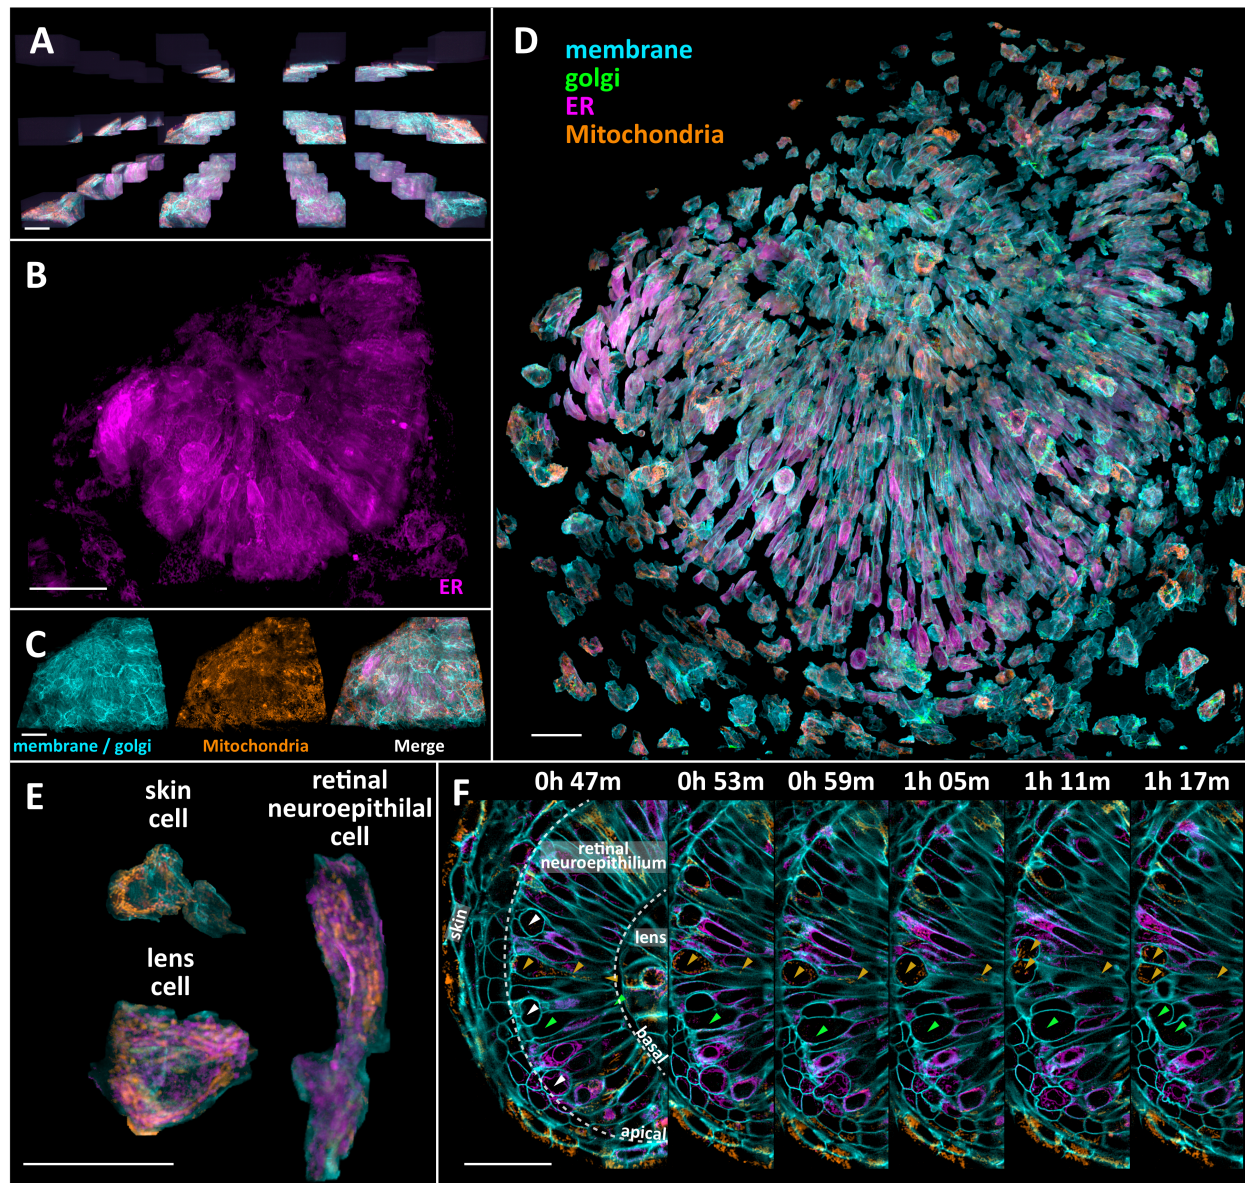 A
B
ER
C
membrane / golgi
Mitochondria
Merge
D
membrane
golgi
ER
Mitochondria
E
skin
cell
retinal
neuroepithilal
cell
lens
cell
F
0h 47m
0h 53m
0h 59m
1h 05m
1h 11m
1h 17m
retinal
neuroepithilium
skin
lens
basal
apical